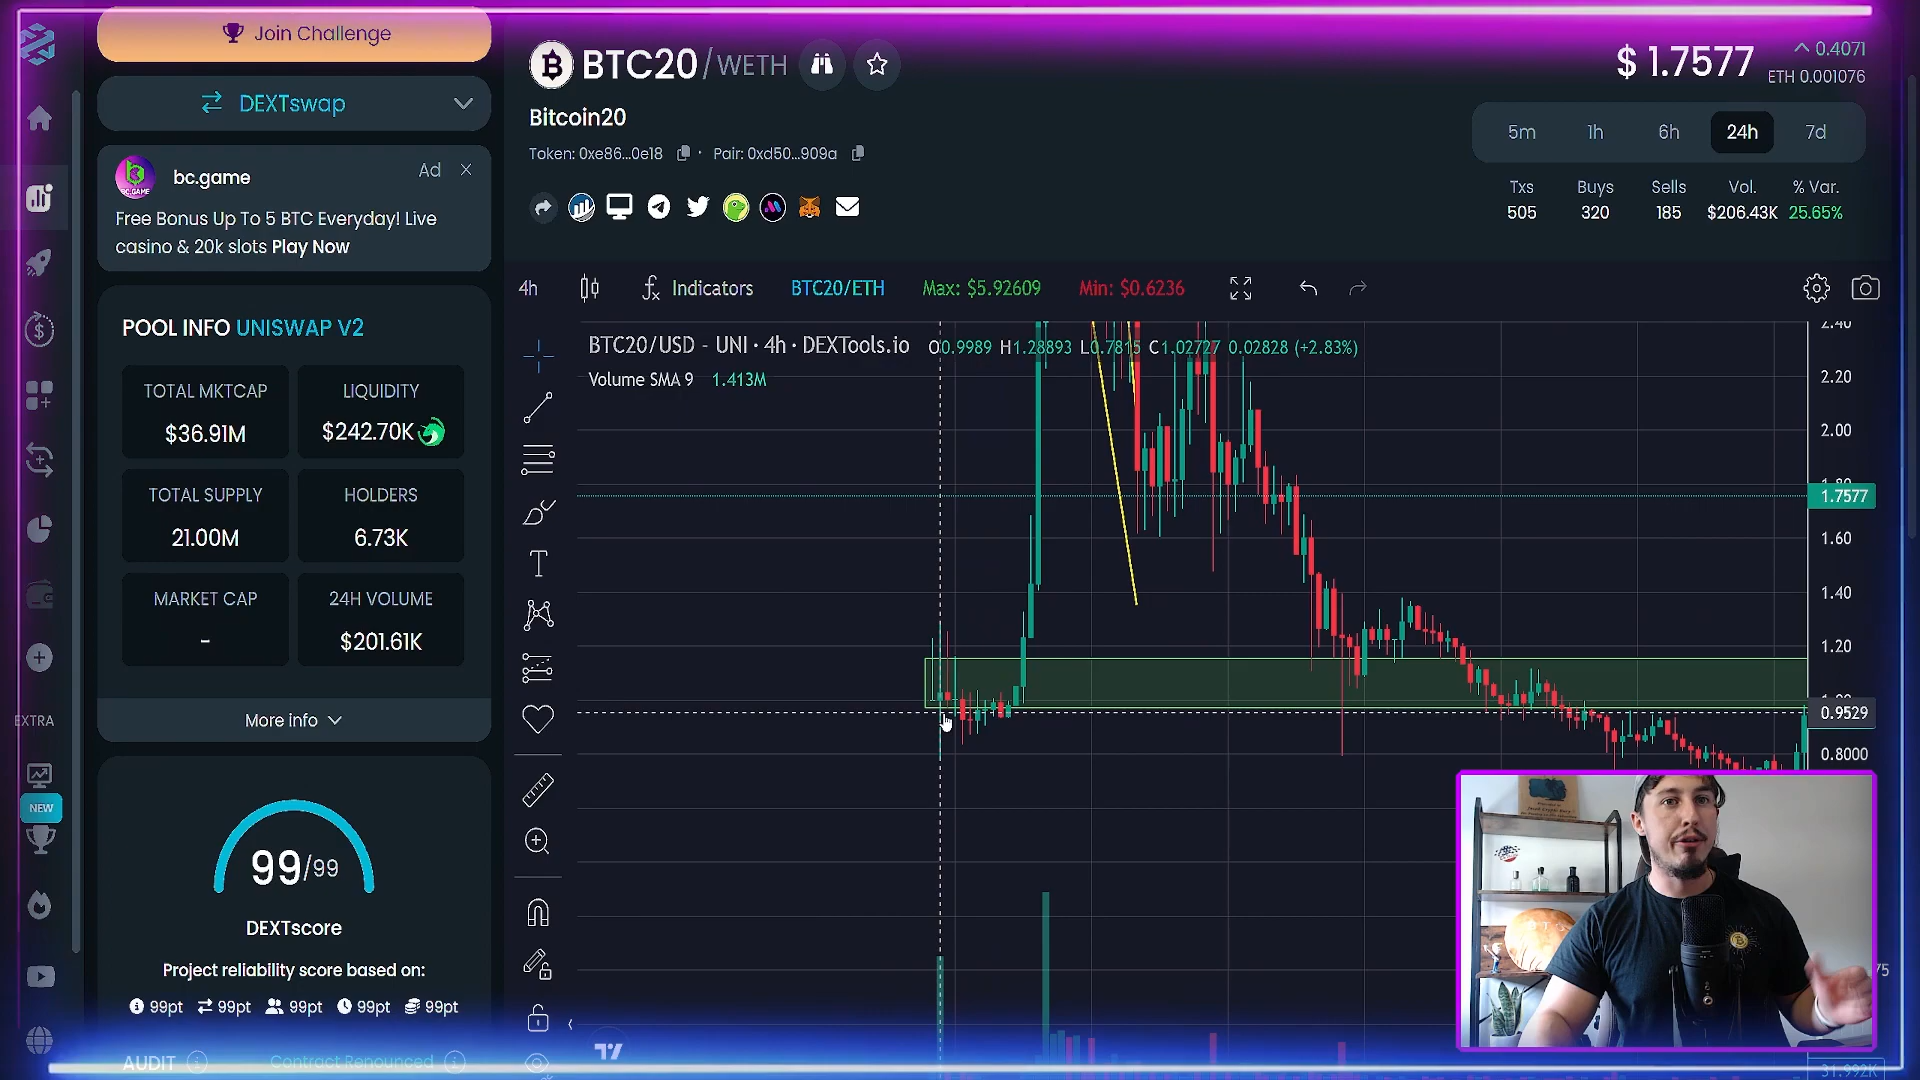 Join Challenge
DEXTswap
bc.game
Ad
Free Bonus Up To 5 BTC Everyday! Live
casino & 20k slots Play Now
POOL INFO UNISWAP V2
TOTAL MKTCAP
$36.91M
LIQUIDITY
$242.70K
TOTAL SUPPLY
21.00M
HOLDERS
6.73K
MARKET CAP
-
24H VOLUME
$201.61K
More info
EXTRA
NEW
99/99
DEXTscore
Project reliability score based on:
99pt 99pt 99pt 99pt 99pt
AUDIT
Contract Renounced
BTC20/WETH
Bitcoin20
Token: 0xe86...0e18 · Pair: 0xd50...909a
$ 1.7577
0.4071
ETH 0.001076
5m 1h 6h 24h 7d
Txs Buys Sells Vol. % Var.
505 320 185 $206.43K 25.65%
4h
Indicators
BTC20/ETH
Max: $5.92609
Min: $0.6236
BTC20/USD - UNI · 4h · DEXTools.io O0.9989 H1.28893 L0.7815 C1.02727 0.02828 (+2.83%)
Volume SMA 9 1.413M
2.40
2.20
2.00
1.7577
1.60
1.40
1.20
0.9529
0.8000
31.992K